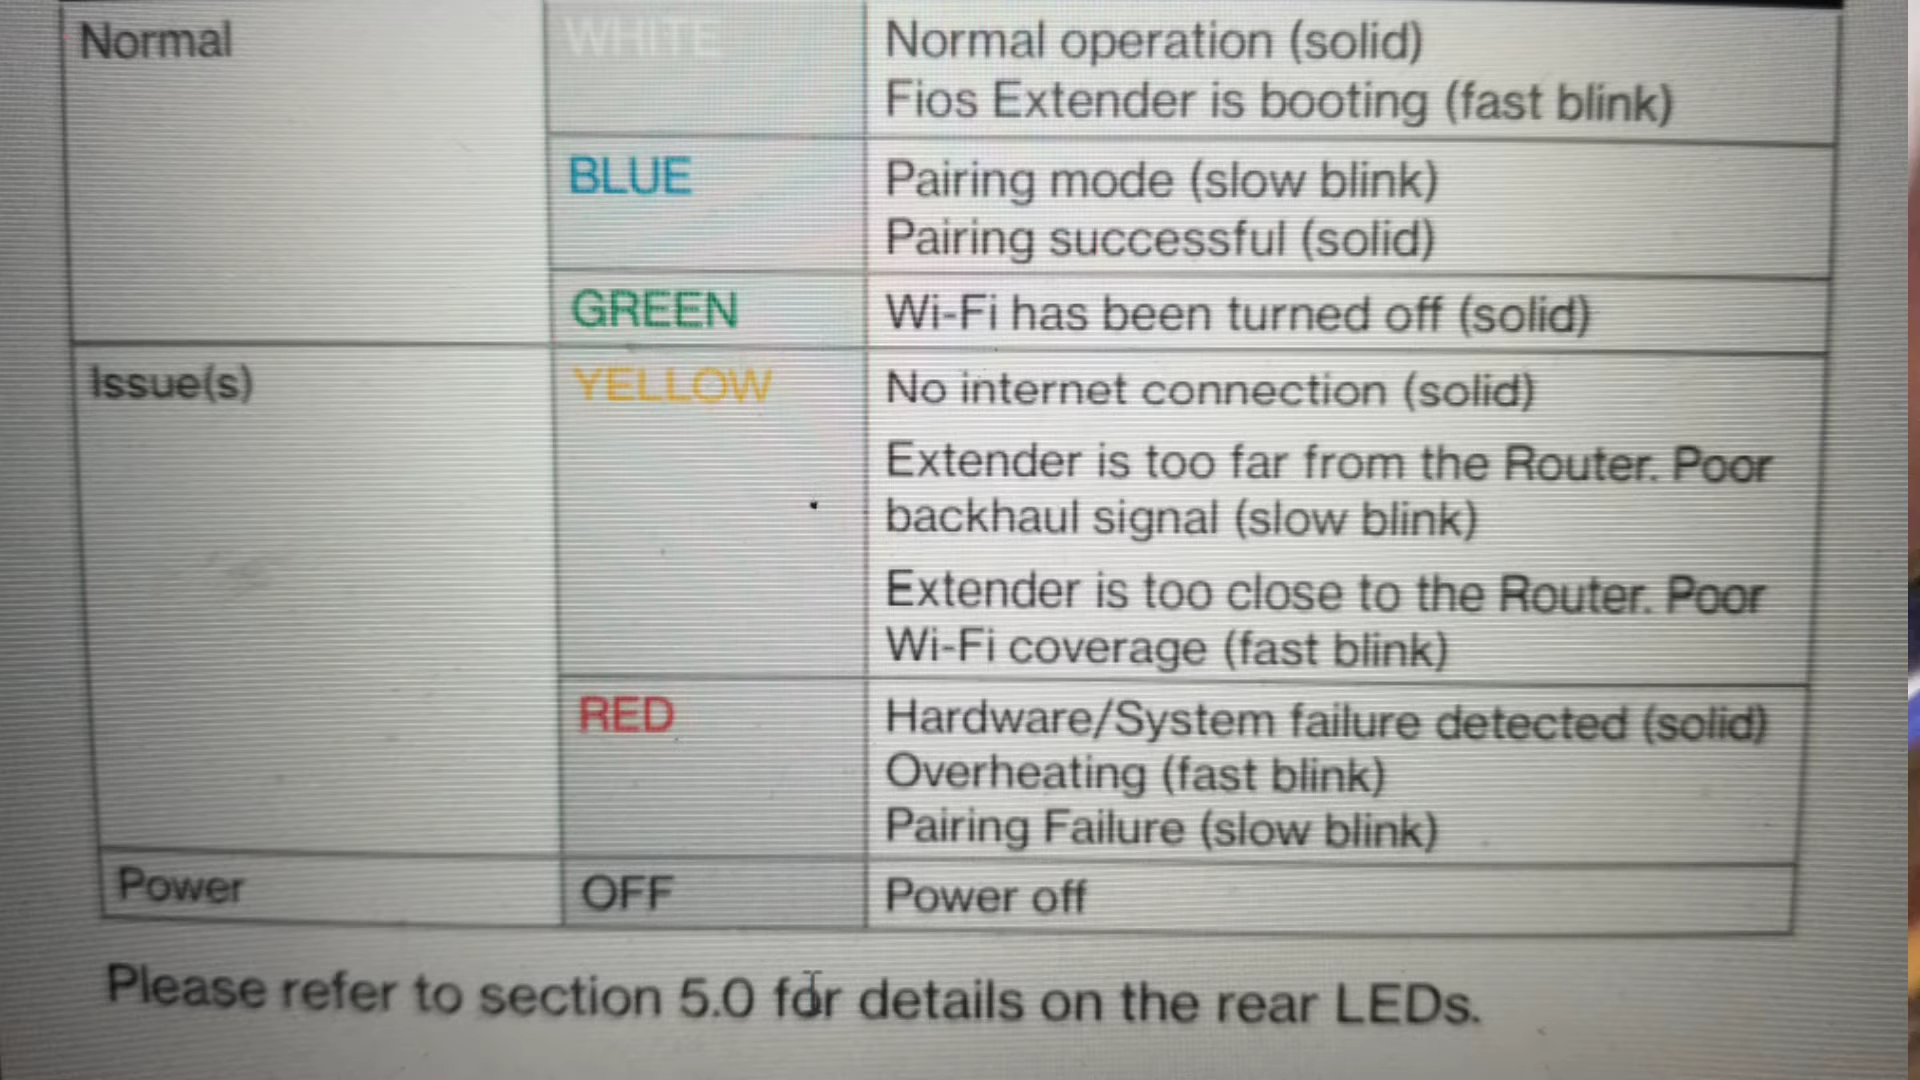 Normal
WHITE
Normal operation (solid)
Fios Extender is booting (fast blink)
BLUE
Pairing mode (slow blink)
Pairing successful (solid)
GREEN
Wi-Fi has been turned off (solid)
Issue(s)
YELLOW
No internet connection (solid)
Extender is too far from the Router. Poor
backhaul signal (slow blink)
Extender is too close to the Router. Poor
Wi-Fi coverage (fast blink)
RED
Hardware/System failure detected (solid)
Overheating (fast blink)
Pairing Failure (slow blink)
Power
OFF
Power off
Please refer to section 5.0 for details on the rear LEDs.